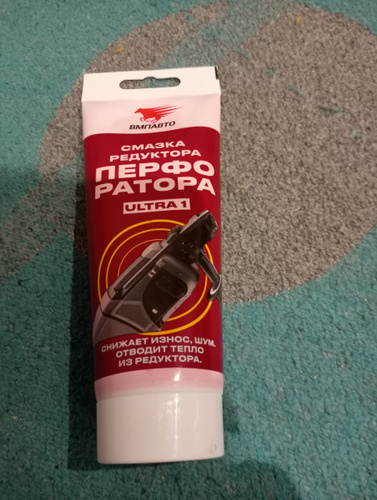 ВМПАВТО
СМАЗКА
РЕДУКТОРА
ПЕРФО
РАТОРА
ULTRA 1
СНИЖАЕТ ИЗНОС, ШУМ.
ОТВОДИТ ТЕПЛО
ИЗ РЕДУКТОРА.